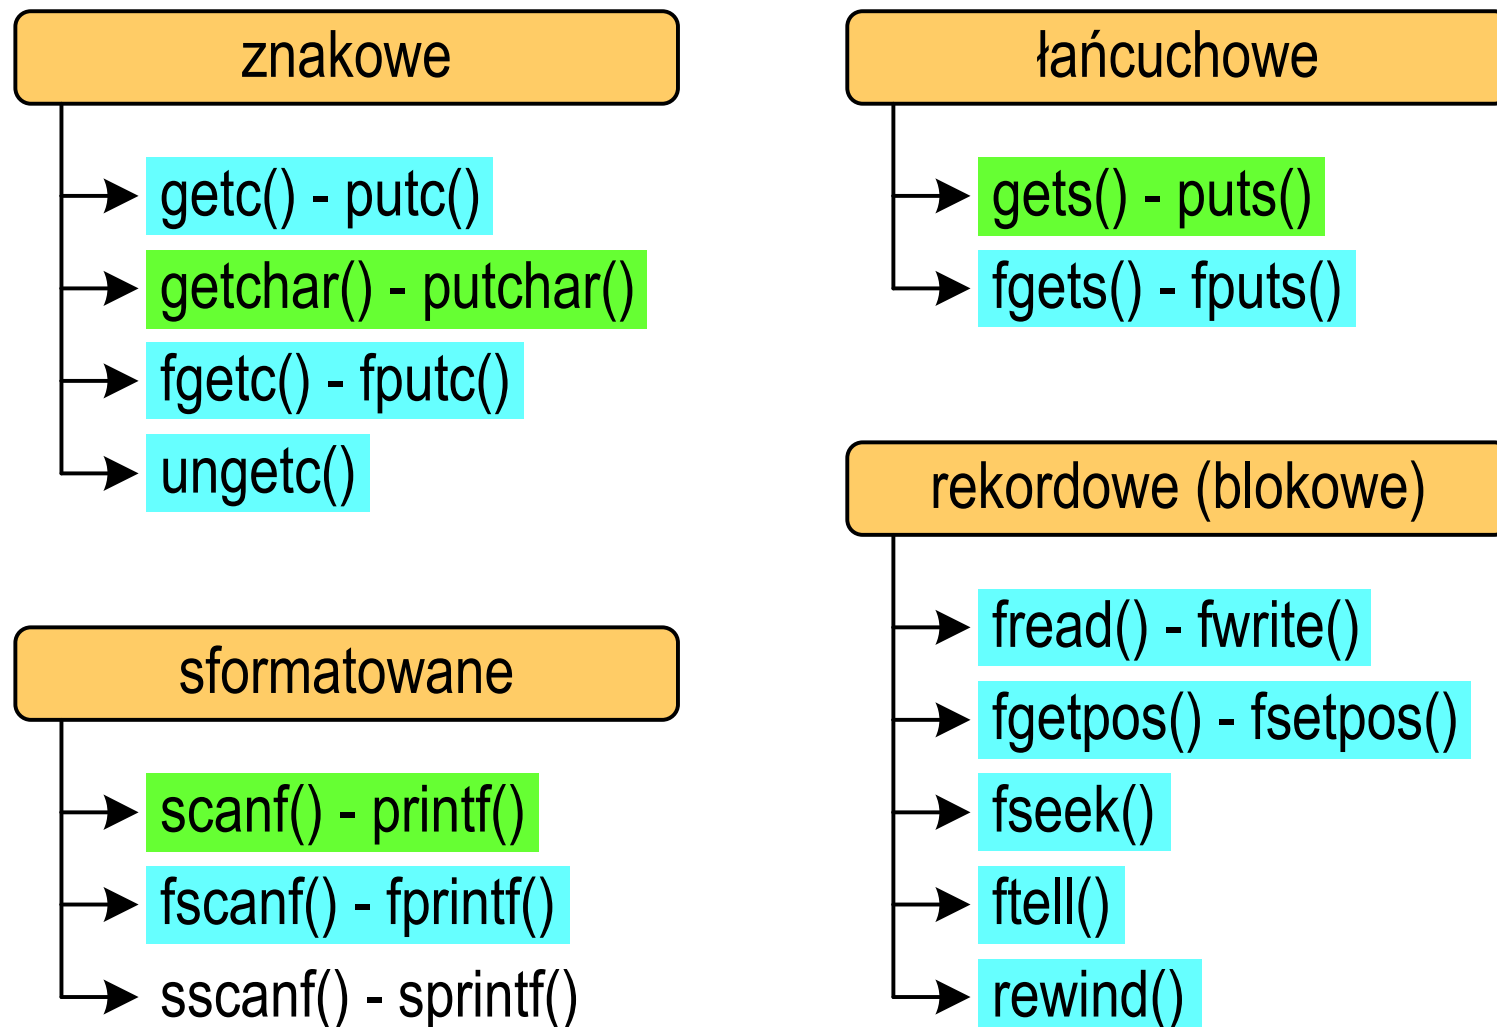 znakowe
getc() - putc()
getchar() - putchar()
fgetc() - fputc()
ungetc()
sformatowane
scanf() - printf()
fscanf() - fprintf()
sscanf() - sprintf()
łańcuchowe
gets() - puts()
fgets() - fputs()
rekordowe (blokowe)
fread() - fwrite()
fgetpos() - fsetpos()
fseek()
ftell()
rewind()